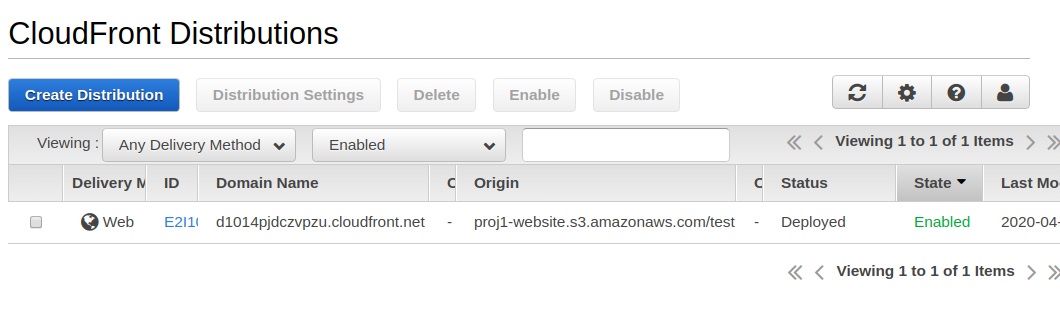 CloudFront Distributions
Create Distribution Distribution Settings Delete Enable Disable
Viewing : Any Delivery Method Enabled Viewing 1 to 1 of 1 Items
Delivery M ID Domain Name C Origin C Status State Last Mo
Web E2I10 d1014pjdczvpzu.cloudfront.net - proj1-website.s3.amazonaws.com/test - Deployed Enabled 2020-04-
Viewing 1 to 1 of 1 Items